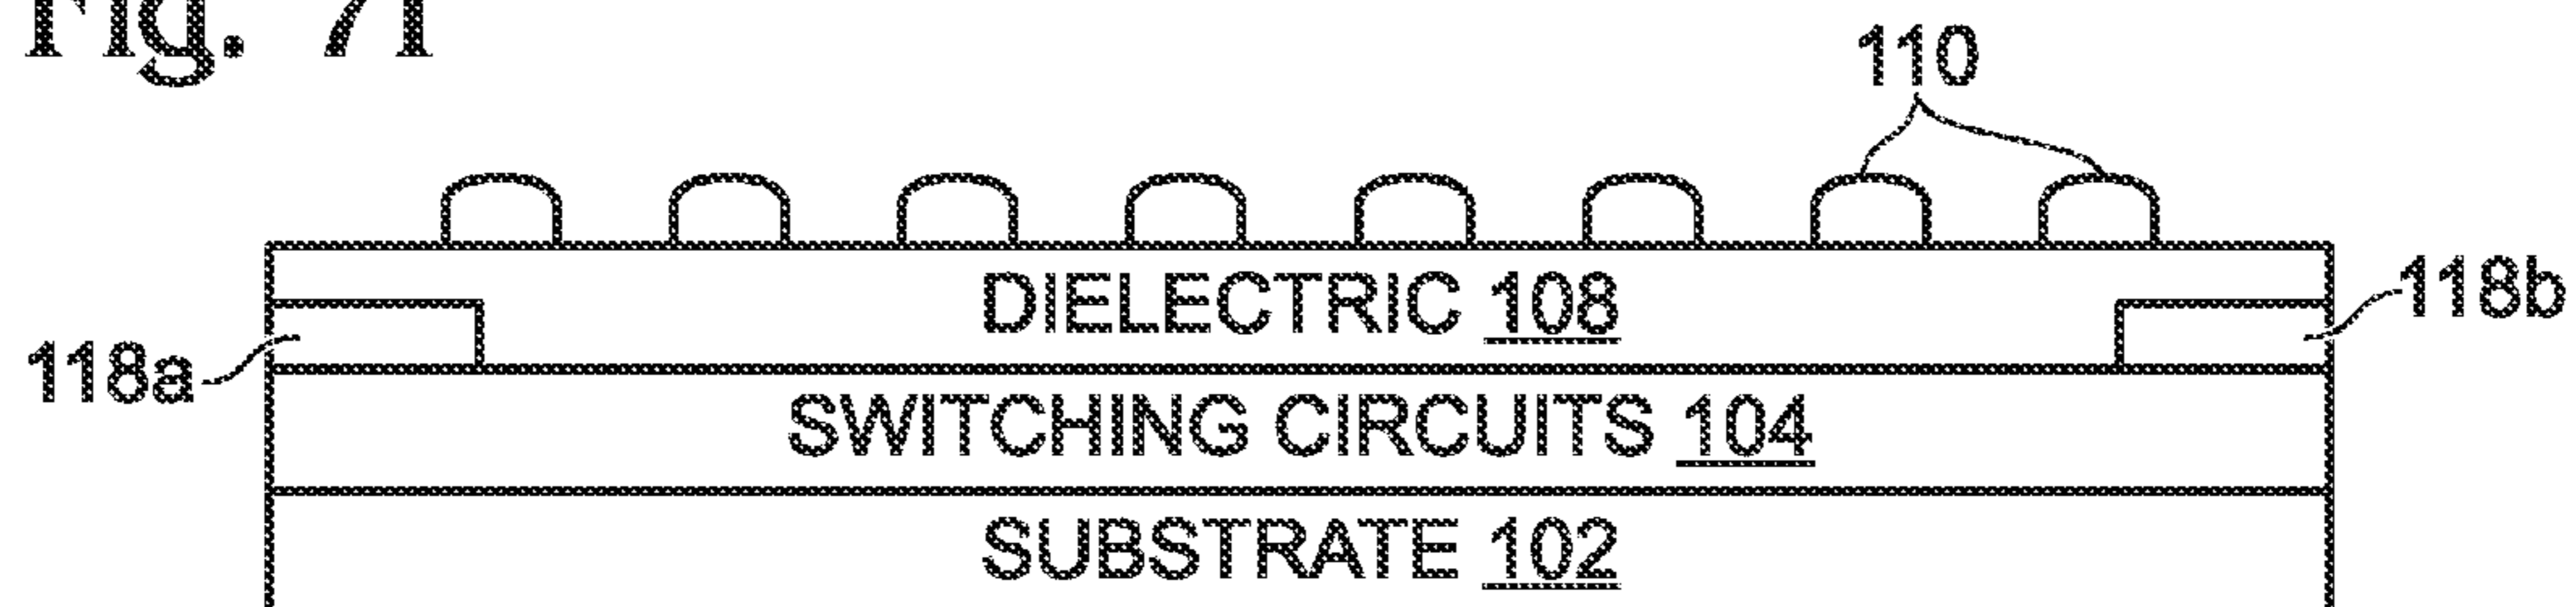 Fig. 7I
110
DIELECTRIC 108
118b
118a
SWITCHING CIRCUITS 104
SUBSTRATE 102